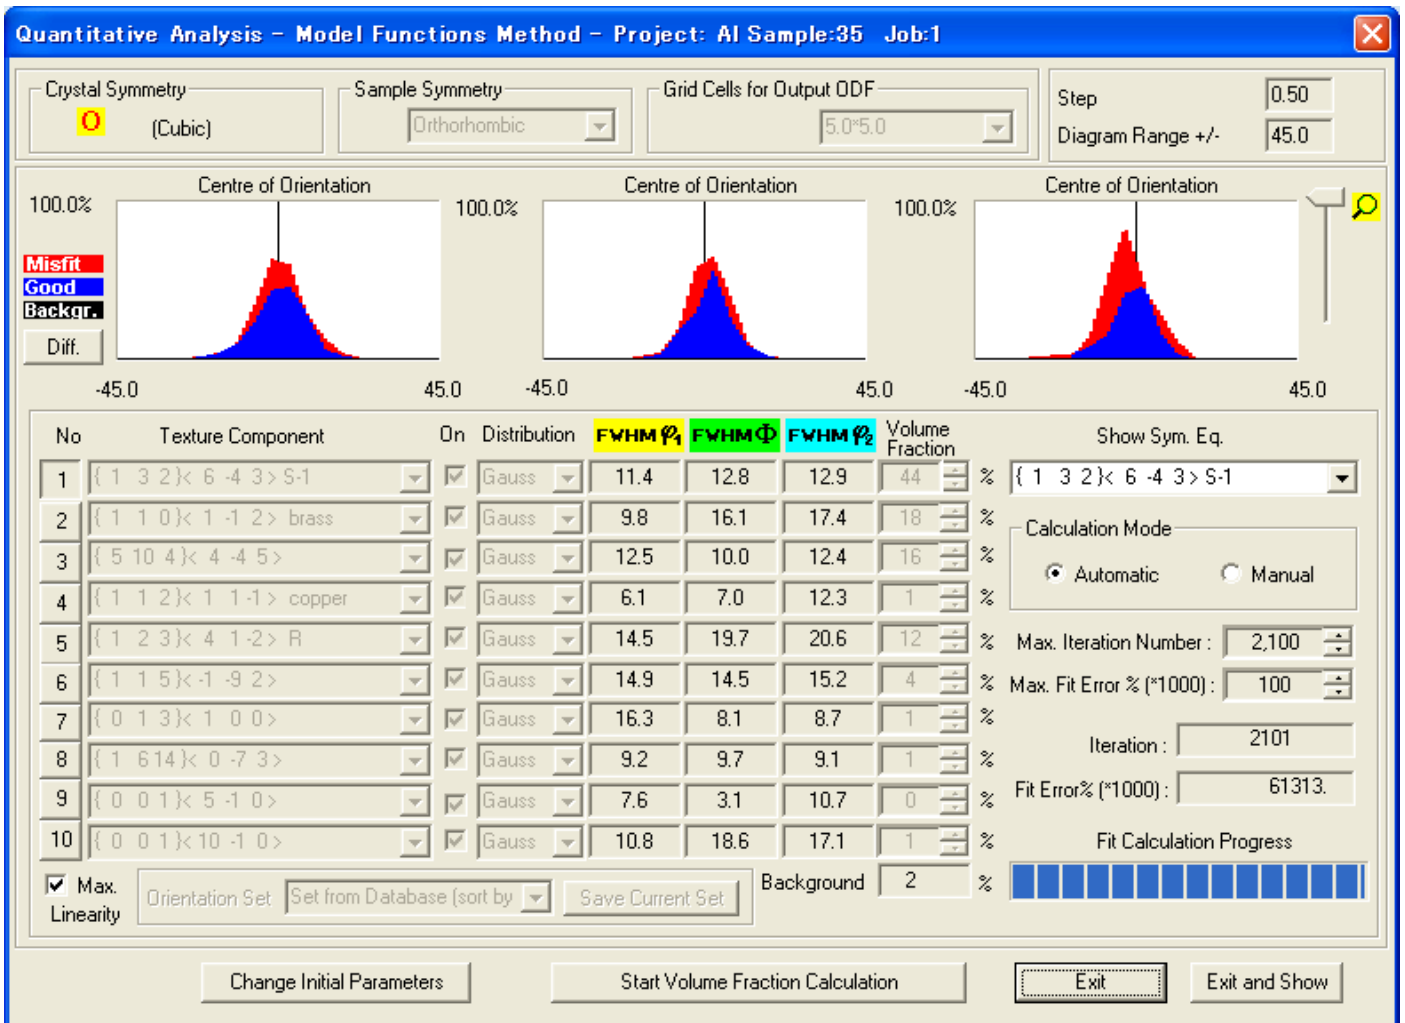 Quantitative Analysis - Model Functions Method - Project: Al Sample:35 Job:1
Crystal Symmetry
O (Cubic)
Sample Symmetry
Orthorhombic
Grid Cells for Output ODF
5.0*5.0
Step 0.50
Diagram Range +/- 45.0
Centre of Orientation Centre of Orientation Centre of Orientation
100.0% 100.0% 100.0%
Misfit
Good
Backgr.
Diff.
-45.0 45.0 -45.0 45.0 -45.0 45.0
No Texture Component On Distribution FWHM φ1 FWHM Φ FWHM φ2 Volume Fraction
1 { 1 3 2}< 6 -4 3> S-1 Gauss 11.4 12.8 12.9 44 %
2 { 1 1 0}< 1 -1 2> brass Gauss 9.8 16.1 17.4 18 %
3 { 5 10 4}< 4 -4 5> Gauss 12.5 10.0 12.4 16 %
4 { 1 1 2}< 1 1 -1> copper Gauss 6.1 7.0 12.3 1 %
5 { 1 2 3}< 4 1 -2> R Gauss 14.5 19.7 20.6 12 %
6 { 1 1 5}< -1 -9 2> Gauss 14.9 14.5 15.2 4 %
7 { 0 1 3}< 1 0 0> Gauss 16.3 8.1 8.7 1 %
8 { 1 6 14}< 0 -7 3> Gauss 9.2 9.7 9.1 1 %
9 { 0 0 1}< 5 -1 0> Gauss 7.6 3.1 10.7 0 %
10 { 0 0 1}< 10 -1 0> Gauss 10.8 18.6 17.1 1 %
Background 2 %
Max. Linearity
Orientation Set Set from Database (sort by Save Current Set
Show Sym. Eq.
{ 1 3 2}< 6 -4 3> S-1
Calculation Mode
Automatic Manual
Max. Iteration Number : 2,100
Max. Fit Error % (*1000) : 100
Iteration : 2101
Fit Error% (*1000) : 61313.
Fit Calculation Progress
Change Initial Parameters Start Volume Fraction Calculation Exit Exit and Show